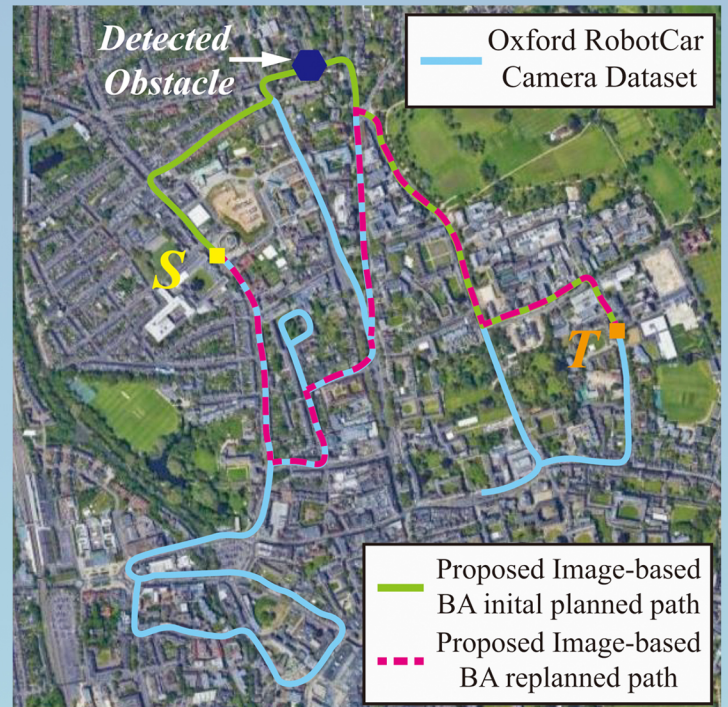 Detected
Obstacle
Oxford RobotCar
Camera Dataset
S
T
Proposed Image-based
BA inital planned path
Proposed Image-based
BA replanned path